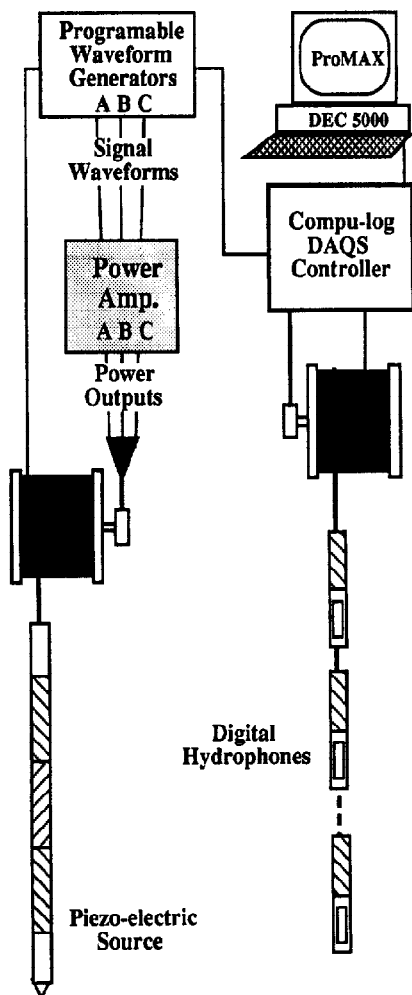 Programable
Waveform
Generators
A B C
Signal
Waveforms
Power
Amp.
A B C
Power
Outputs
ProMAX
DEC 5000
Compu-log
DAQS
Controller
Digital
Hydrophones
Piezo-electric
Source